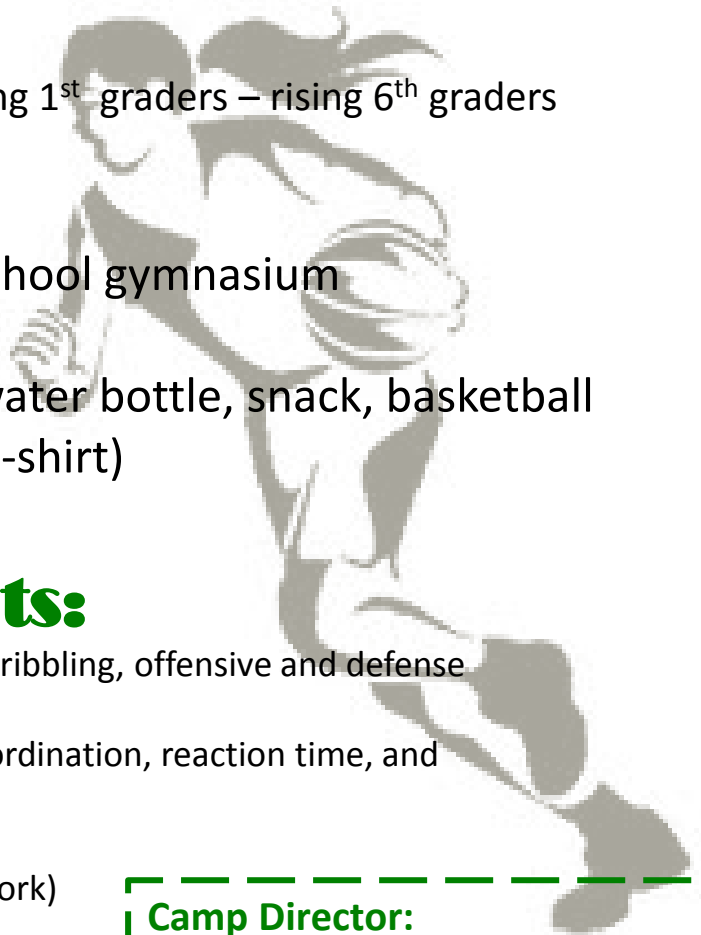 ng 1st graders – rising 6th graders
hool gymnasium
vater bottle, snack, basketball
-shirt)
ts:
ribbling, offensive and defense
ordination, reaction time, and
ork)
Camp Director: